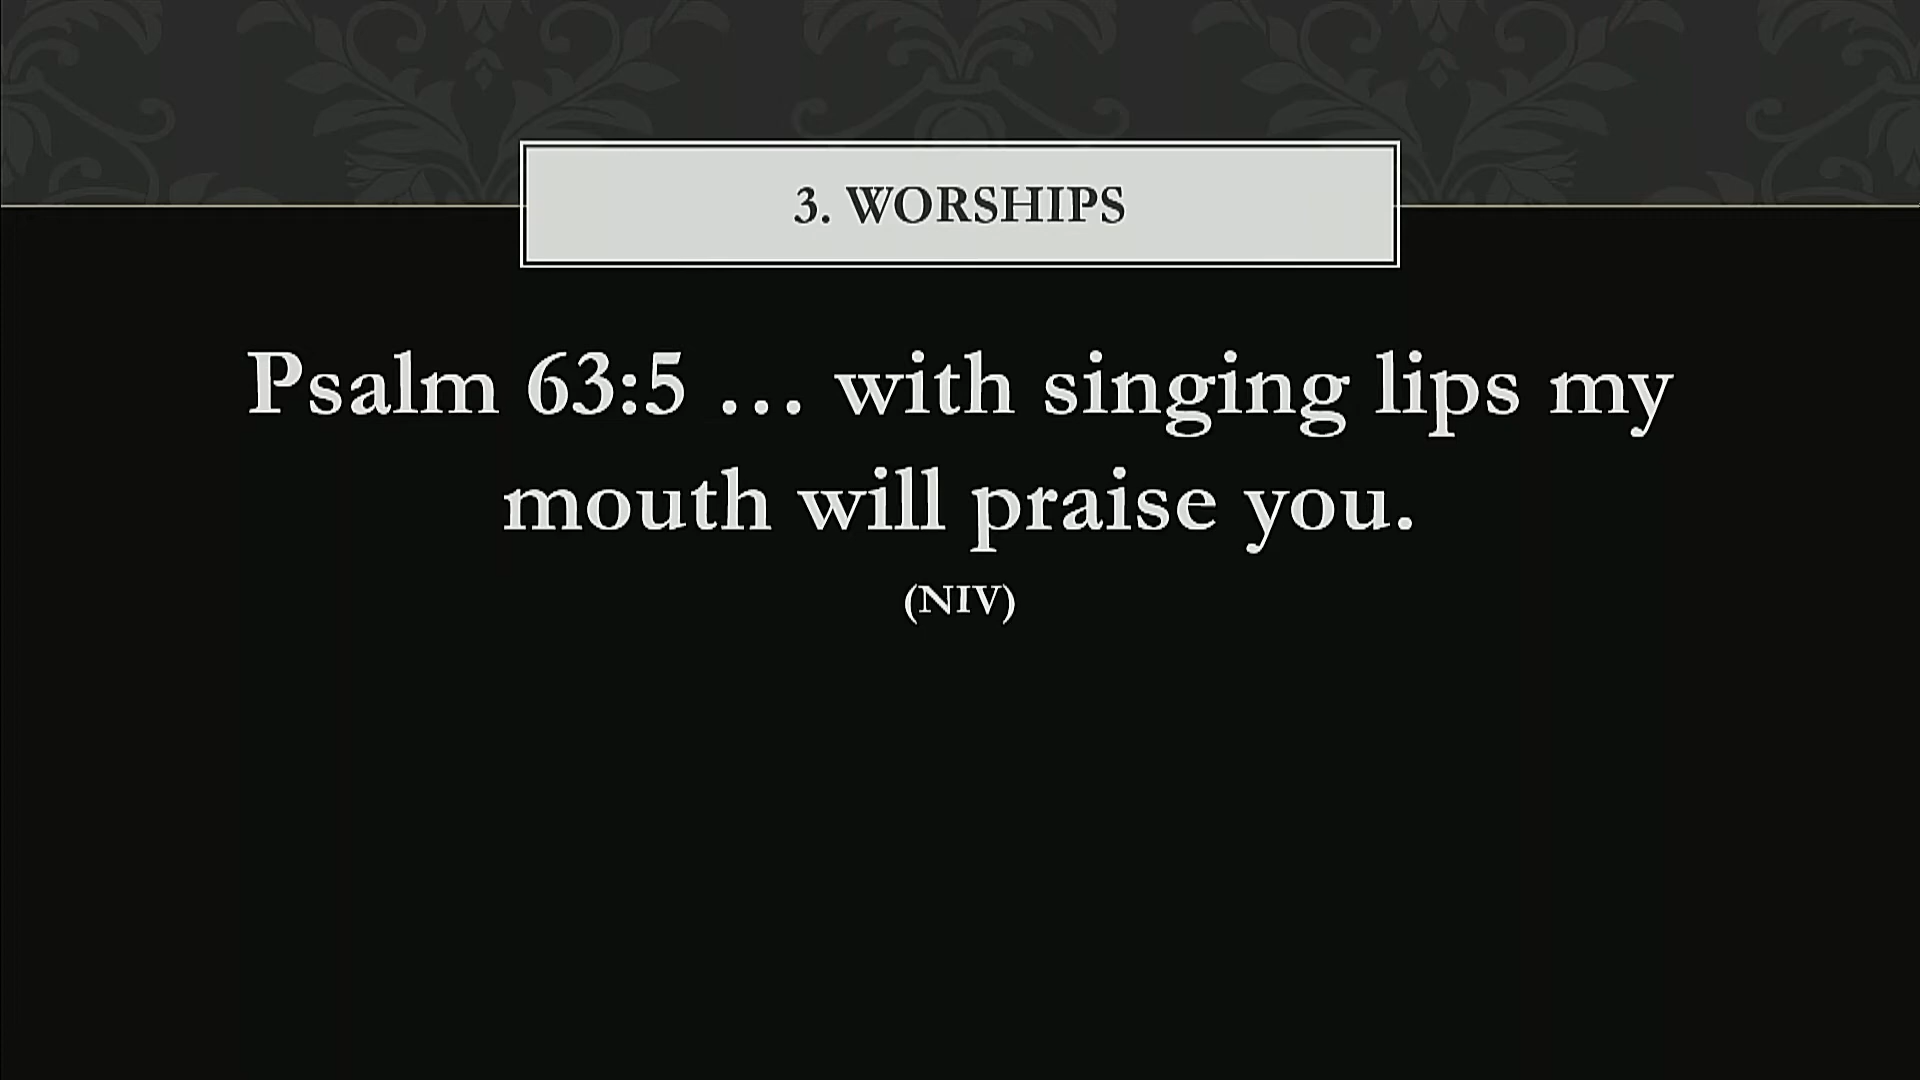 3. WORSHIPS
Psalm 63:5 … with singing lips my
mouth will praise you.
(NIV)